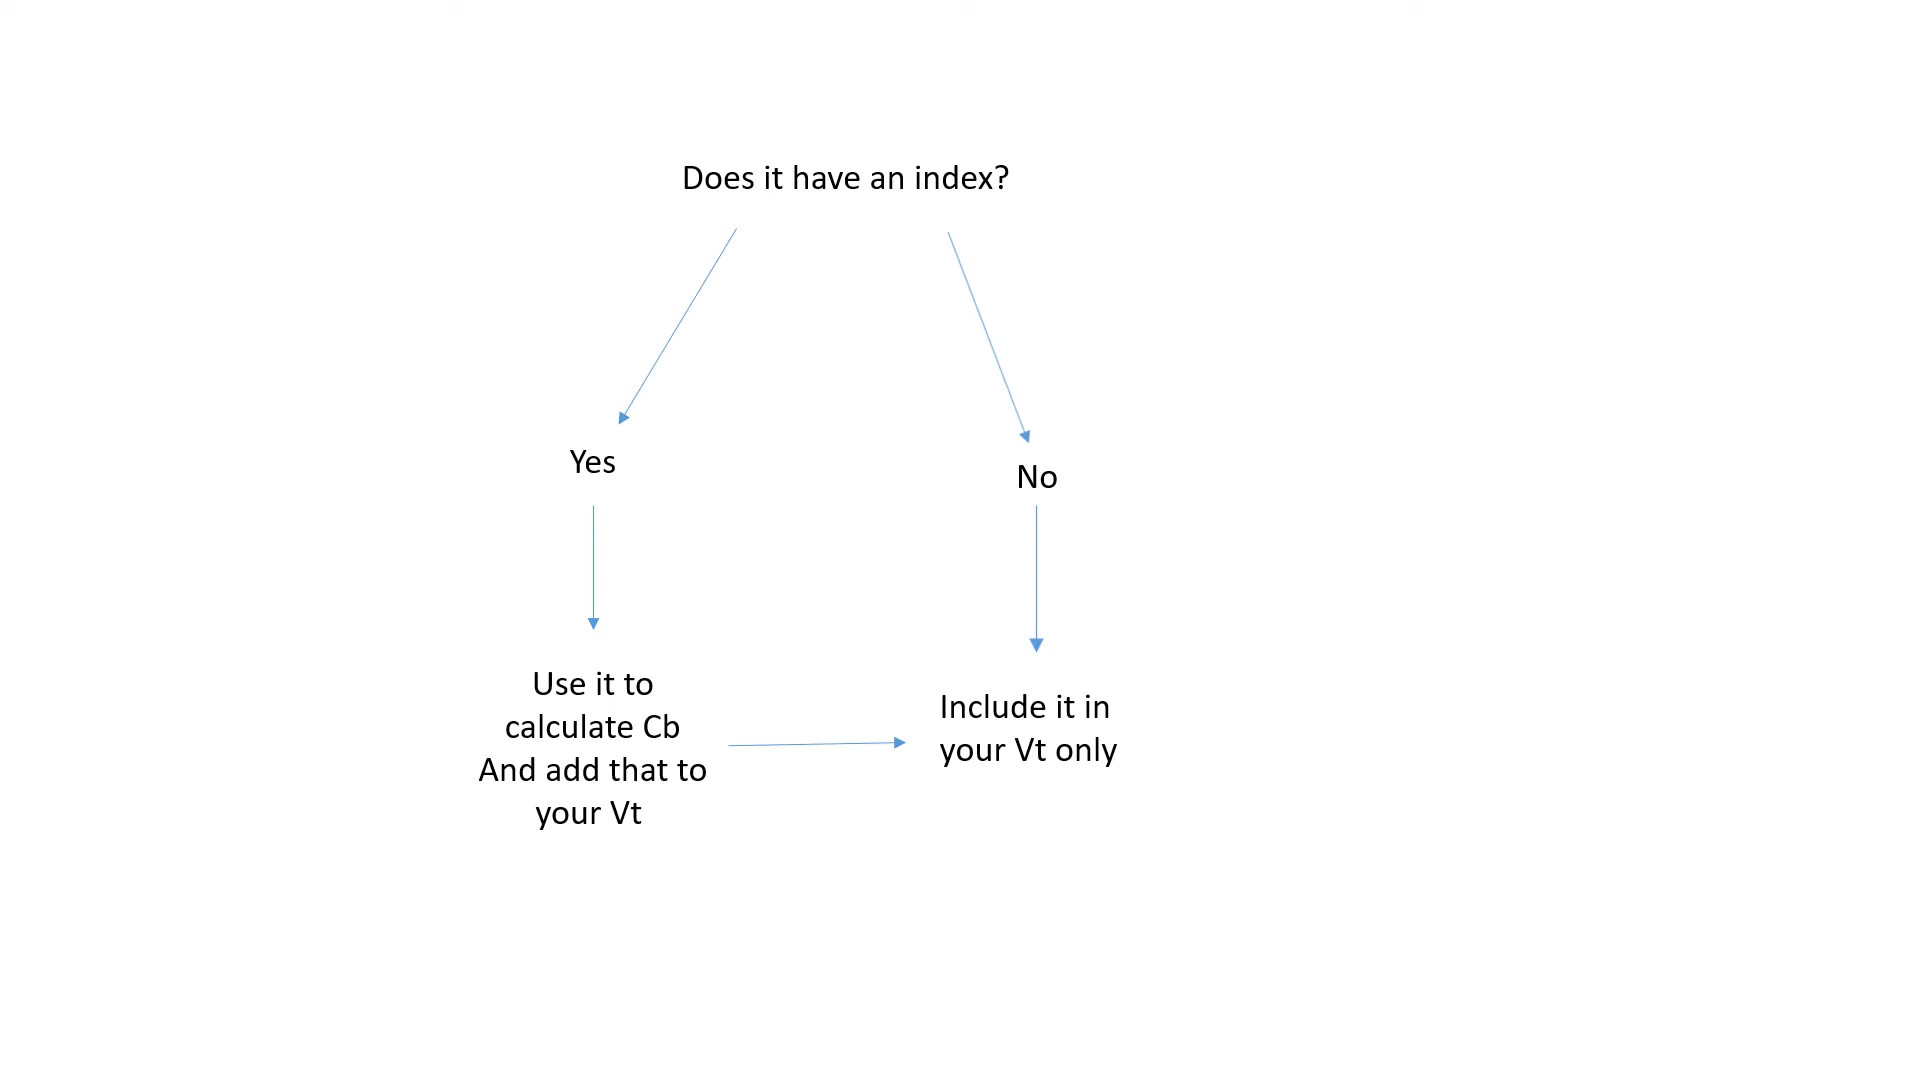 Does it have an index?
Yes
No
Use it to
calculate Cb
And add that to
your Vt
Include it in
your Vt only